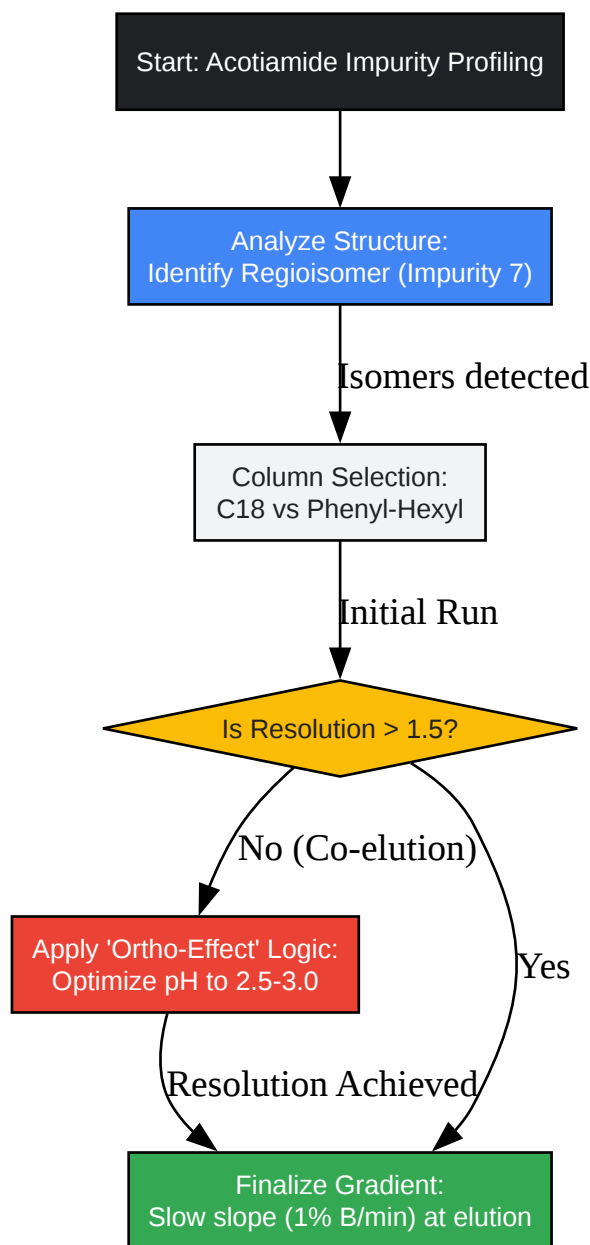 Start: Acotiamide Impurity Profiling
Analyze Structure:
Identify Regioisomer (Impurity 7)
Isomers detected
Column Selection:
C18 vs Phenyl-Hexyl
Initial Run
Is Resolution > 1.5?
No (Co-elution)
Apply 'Ortho-Effect' Logic:
Optimize pH to 2.5-3.0
Yes
Resolution Achieved
Finalize Gradient:
Slow slope (1% B/min) at elution